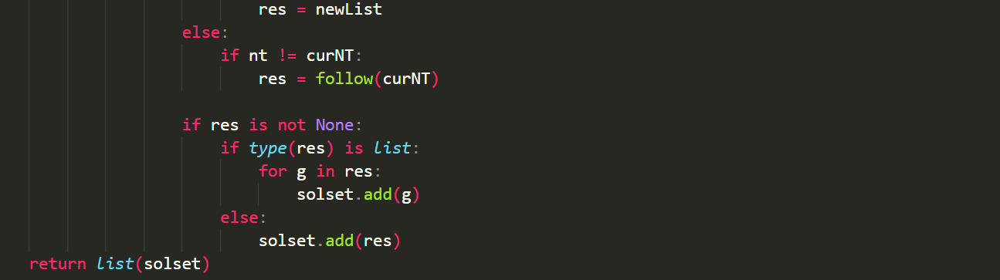 res = newList
else:
if nt != curNT:
res = follow(curNT)
if res is not None:
if type(res) is list:
for g in res:
solset.add(g)
else:
solset.add(res)
return list(solset)